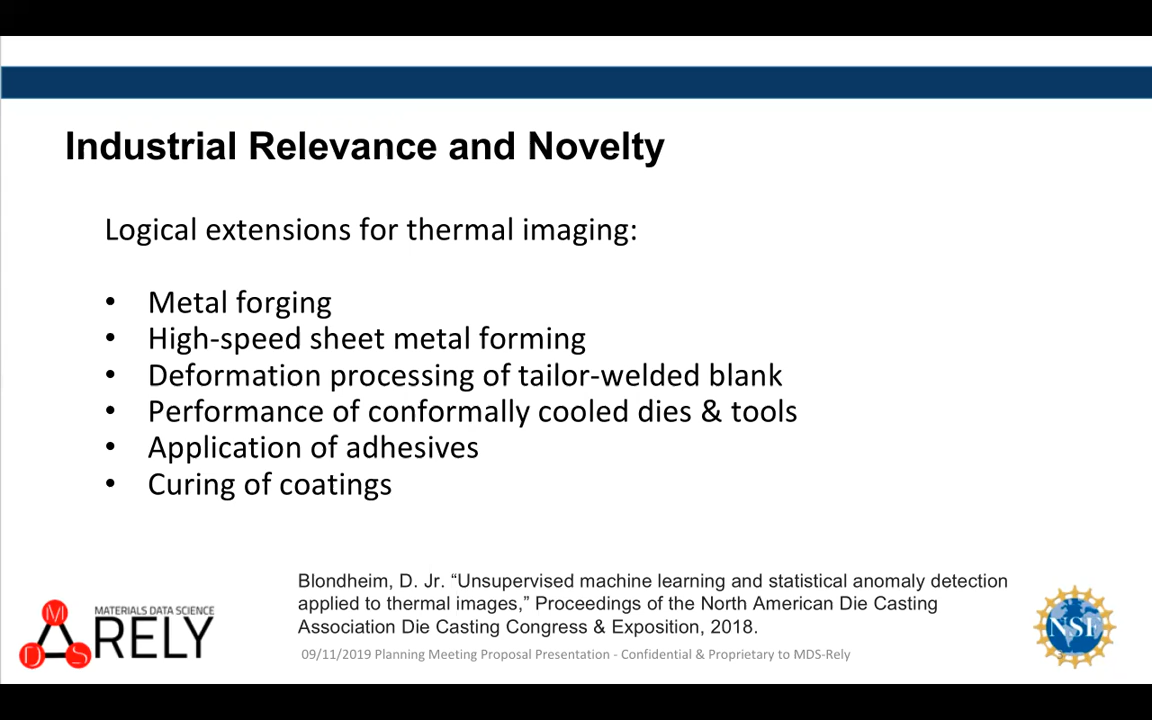 Industrial Relevance and Novelty
Logical extensions for thermal imaging:
• Metal forging
• High-speed sheet metal forming
• Deformation processing of tailor-welded blank
• Performance of conformally cooled dies & tools
• Application of adhesives
• Curing of coatings
Blondheim, D. Jr. “Unsupervised machine learning and statistical anomaly detection
applied to thermal images,” Proceedings of the North American Die Casting
Association Die Casting Congress & Exposition, 2018.
M
D S
MATERIALS DATA SCIENCE
RELY
NSF
09/11/2019 Planning Meeting Proposal Presentation - Confidential & Proprietary to MDS-Rely